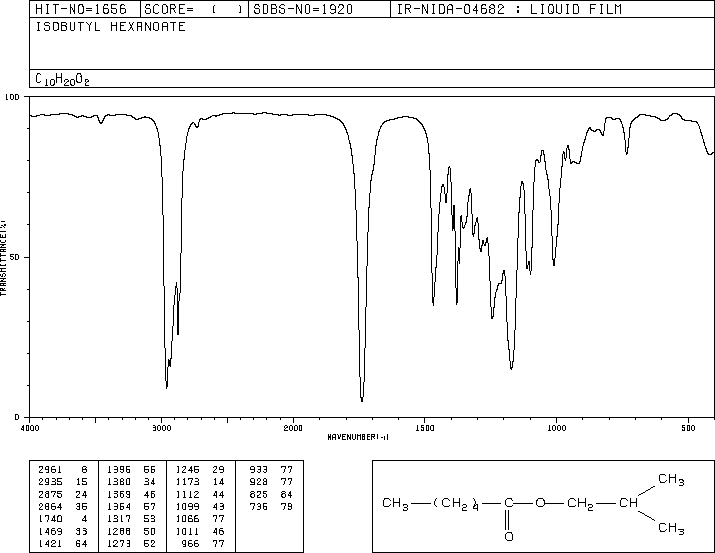 HIT-NO=1656 SCORE= ( ) SDBS-NO=1920 IR-NIDA-04682 : LIQUID FILM
ISOBUTYL HEXANOATE
C10H20O2
100
50
0
TRANSMITTANCE(%)
4000 3000 2000 1500 1000 500
WAVENUMBER(-1)
2961 8 1396 56 1246 29 933 77
2935 15 1380 34 1173 14 928 77
2875 24 1369 46 1112 44 825 84
2864 36 1354 57 1099 43 736 79
1740 4 1317 53 1066 77
1469 33 1288 50 1011 46
1421 64 1273 52 966 77
CH3 (CH2)4 C O CH2 CH CH3
O
CH3